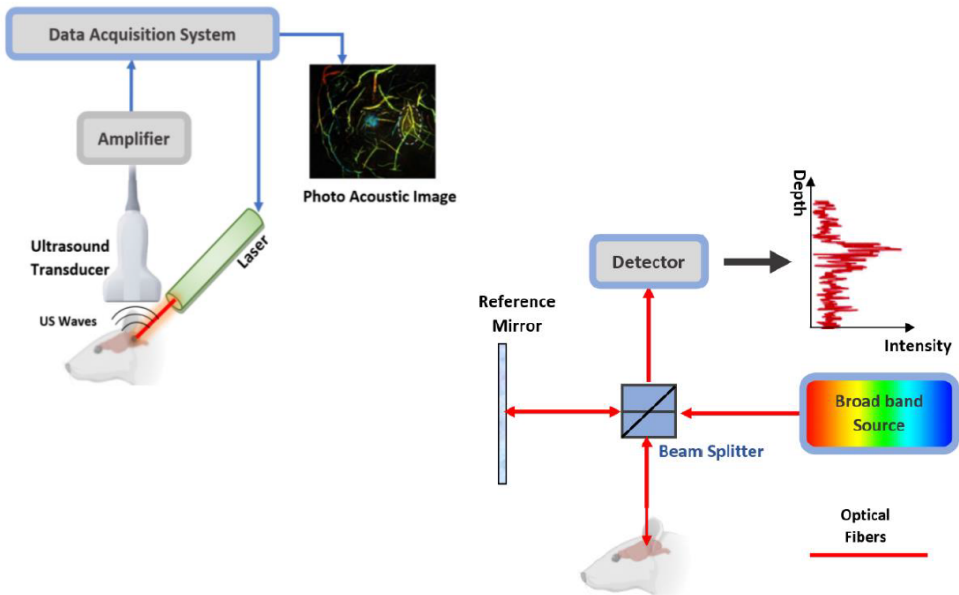 Data Acquisition System
Amplifier
Photo Acoustic Image
Ultrasound
Transducer
Laser
US Waves
Depth
Detector
Intensity
Reference
Mirror
Broad band
Source
Beam Splitter
Optical
Fibers